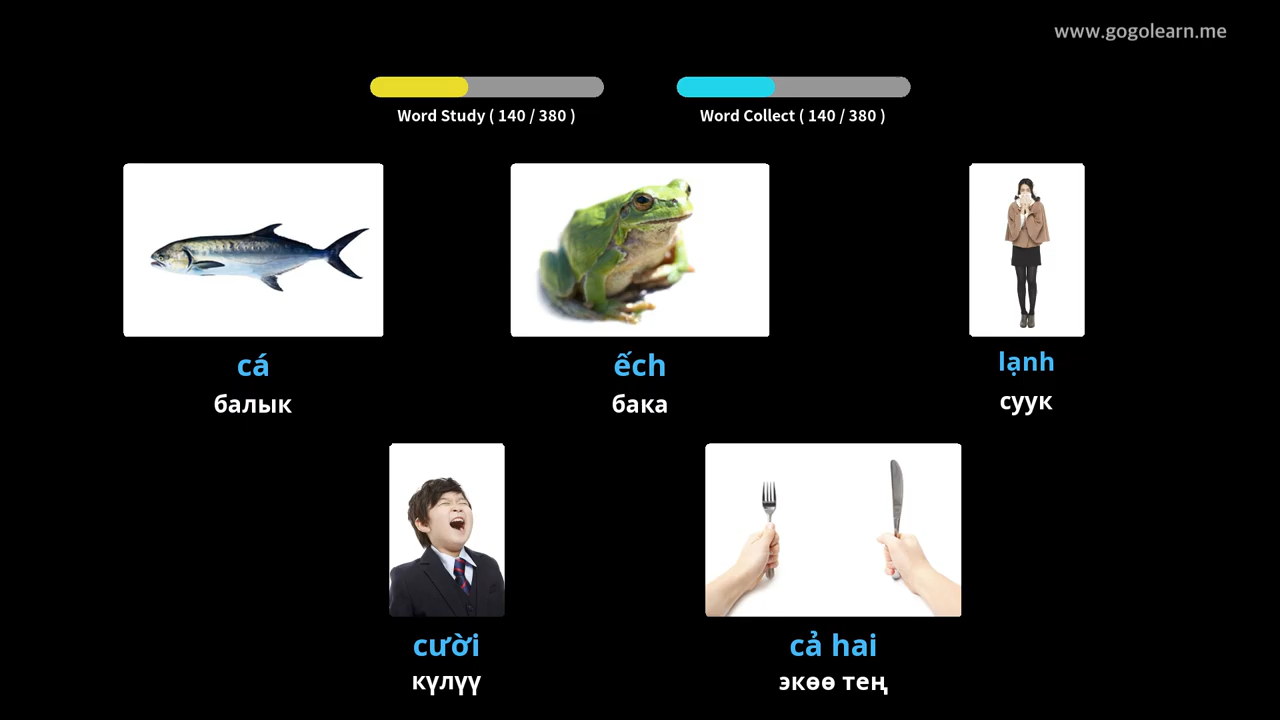 www.gogolearn.me
Word Study ( 140 / 380 )
Word Collect ( 140 / 380 )
cá
балык
ếch
бака
lạnh
суук
cười
күлүү
cả hai
экөө тең